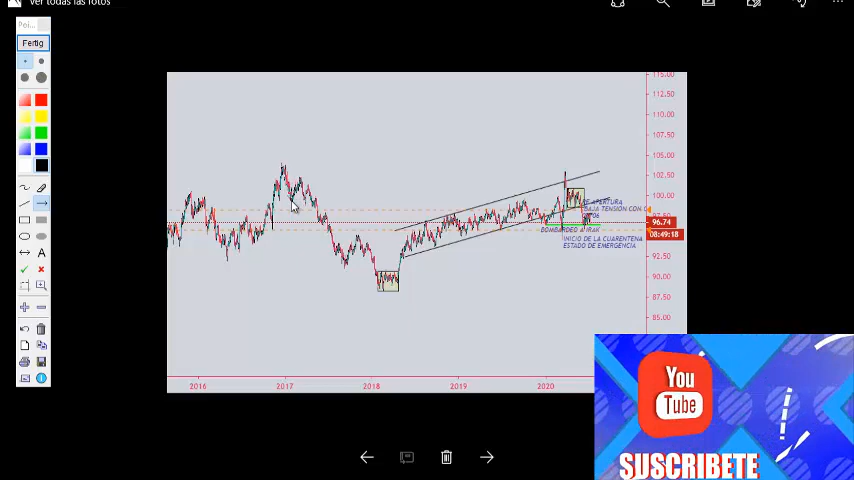 Ver todas las fotos
Pei...
Fertig
A
115.00
112.50
110.00
107.50
105.00
102.50
100.00
97.50
96.74
08:49:18
92.50
90.00
87.50
85.00
APERTURA
BAJA TENSION CON
BOMBARDEO A IRAK
INICIO DE LA CUARENTENA
ESTADO DE EMERGENCIA
2016
2017
2018
2019
2020
You
Tube
SUSCRIBETE